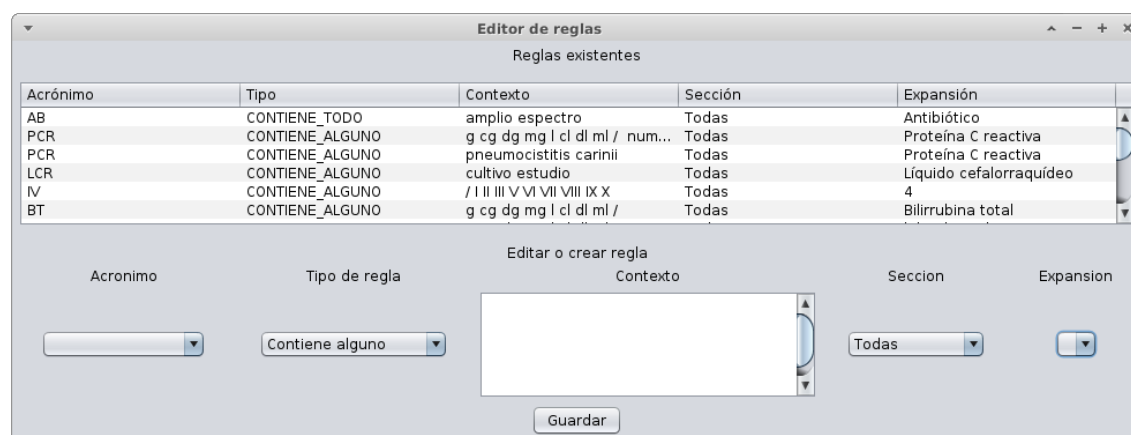 Editor de reglas
Reglas existentes
Acrónimo Tipo Contexto Sección Expansión
AB CONTIENE_TODO amplio espectro Todas Antibiótico
PCR CONTIENE_ALGUNO g cg dg mg l cl dl ml / num... Todas Proteína C reactiva
PCR CONTIENE_ALGUNO pneumocistitis carinii Todas Proteína C reactiva
LCR CONTIENE_ALGUNO cultivo estudio Todas Líquido cefalorraquídeo
IV CONTIENE_ALGUNO / I II III V VI VII VIII IX X Todas 4
BT CONTIENE_ALGUNO g cg dg mg l cl dl ml / Todas Bilirrubina total
Editar o crear regla
Acronimo Tipo de regla Contexto Seccion Expansion
Contiene alguno Todas
Guardar